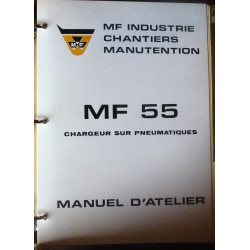 MF INDUSTRIE
CHANTIERS
MANUTENTION
MF 55
CHARGEUR SUR PNEUMATIQUES
MANUEL D'ATELIER